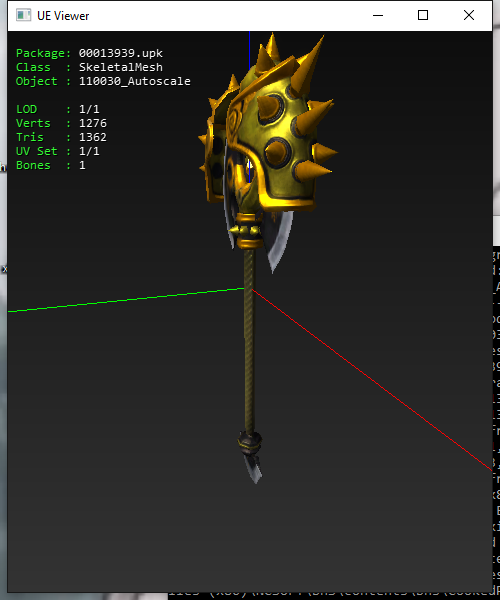 UE Viewer
Package: 00013939.upk
Class : SkeletalMesh
Object : 110030_Autoscale
LOD : 1/1
Verts : 1276
Tris : 1362
UV Set : 1/1
Bones : 1